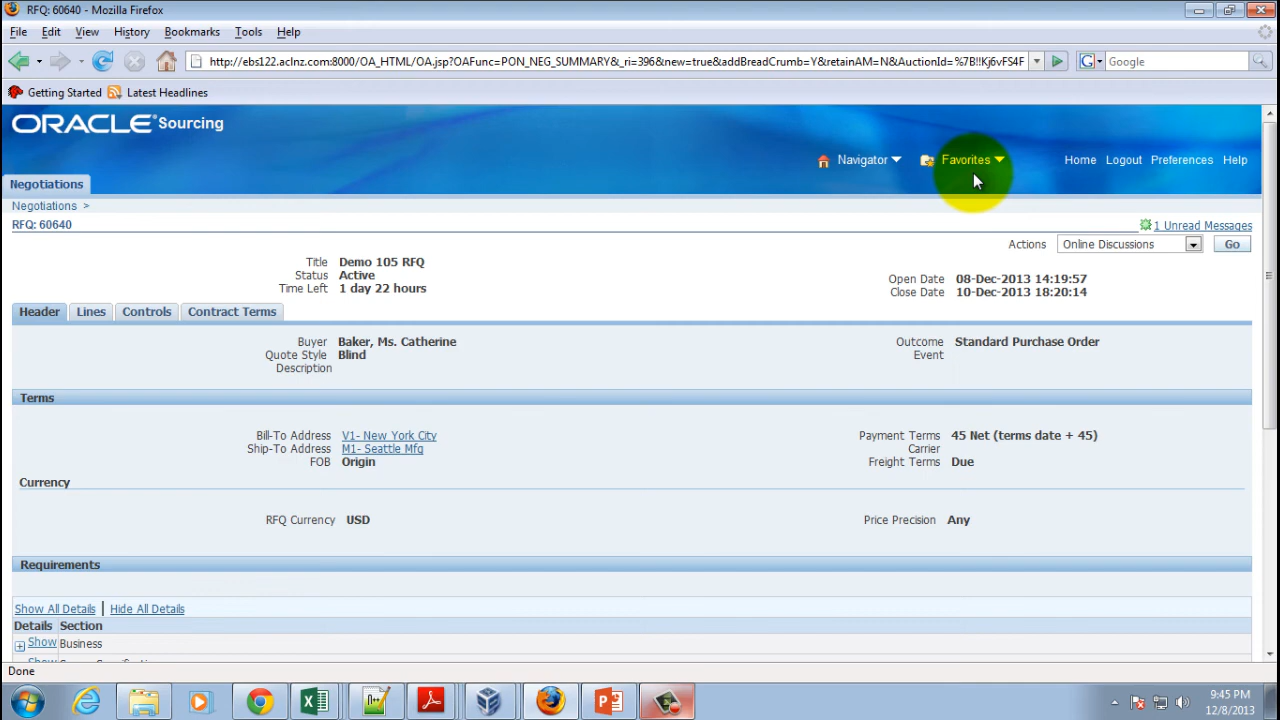 RFQ: 60640 - Mozilla Firefox
File Edit View History Bookmarks Tools Help
http://ebs122.aclnz.com:8000/OA_HTML/OA.jsp?OAFunc=PON_NEG_SUMMARY&_ri=396&new=true&addBreadCrumb=Y&retainAM=N&AuctionId=%7B!!Kj6vFS4F
Google
Getting Started Latest Headlines
ORACLE® Sourcing
Navigator Favorites Home Logout Preferences Help
Negotiations
Negotiations >
RFQ: 60640
1 Unread Messages
Actions Online Discussions Go
Title Demo 105 RFQ
Status Active
Time Left 1 day 22 hours
Open Date 08-Dec-2013 14:19:57
Close Date 10-Dec-2013 18:20:14
Header Lines Controls Contract Terms
Buyer Baker, Ms. Catherine
Quote Style Blind
Description
Outcome Standard Purchase Order
Event
Terms
Bill-To Address V1- New York City
Ship-To Address M1- Seattle Mfg
FOB Origin
Payment Terms 45 Net (terms date + 45)
Carrier
Freight Terms Due
Currency
RFQ Currency USD
Price Precision Any
Requirements
Show All Details | Hide All Details
Details Section
Show Business
Show
Done
9:45 PM
12/8/2013